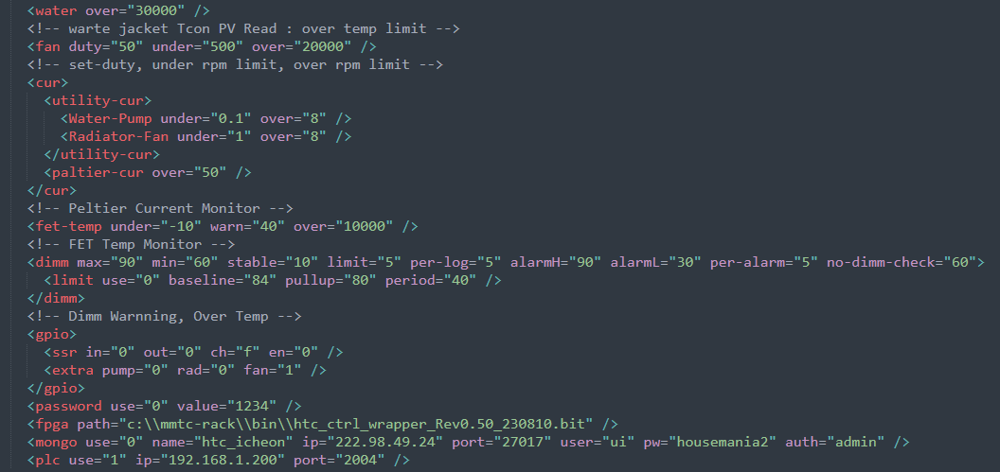 <water over="30000" />
<!-- warte jacket Tcon PV Read : over temp limit -->
<fan duty="50" under="500" over="20000" />
<!-- set-duty, under rpm limit, over rpm limit -->
<cur>
<utility-cur>
<Water-Pump under="0.1" over="8" />
<Radiator-Fan under="1" over="8" />
</utility-cur>
<paltier-cur over="50" />
</cur>
<!-- Peltier Current Monitor -->
<fet-temp under="-10" warn="40" over="10000" />
<!-- FET Temp Monitor -->
<dimm max="90" min="60" stable="10" limit="5" per-log="5" alarmH="90" alarmL="30" per-alarm="5" no-dimm-check="60">
<limit use="0" baseline="84" pullup="80" period="40" />
</dimm>
<!-- Dimm Warnning, Over Temp -->
<gpio>
<ssr in="0" out="0" ch="f" en="0" />
<extra pump="0" rad="0" fan="1" />
</gpio>
<password use="0" value="1234" />
<fpga path="c:\\mmtc-rack\\bin\\htc_ctrl_wrapper_Rev0.50_230810.bit" />
<mongo use="0" name="htc_icheon" ip="222.98.49.24" port="27017" user="ui" pw="housemania2" auth="admin" />
<plc use="1" ip="192.168.1.200" port="2004" />